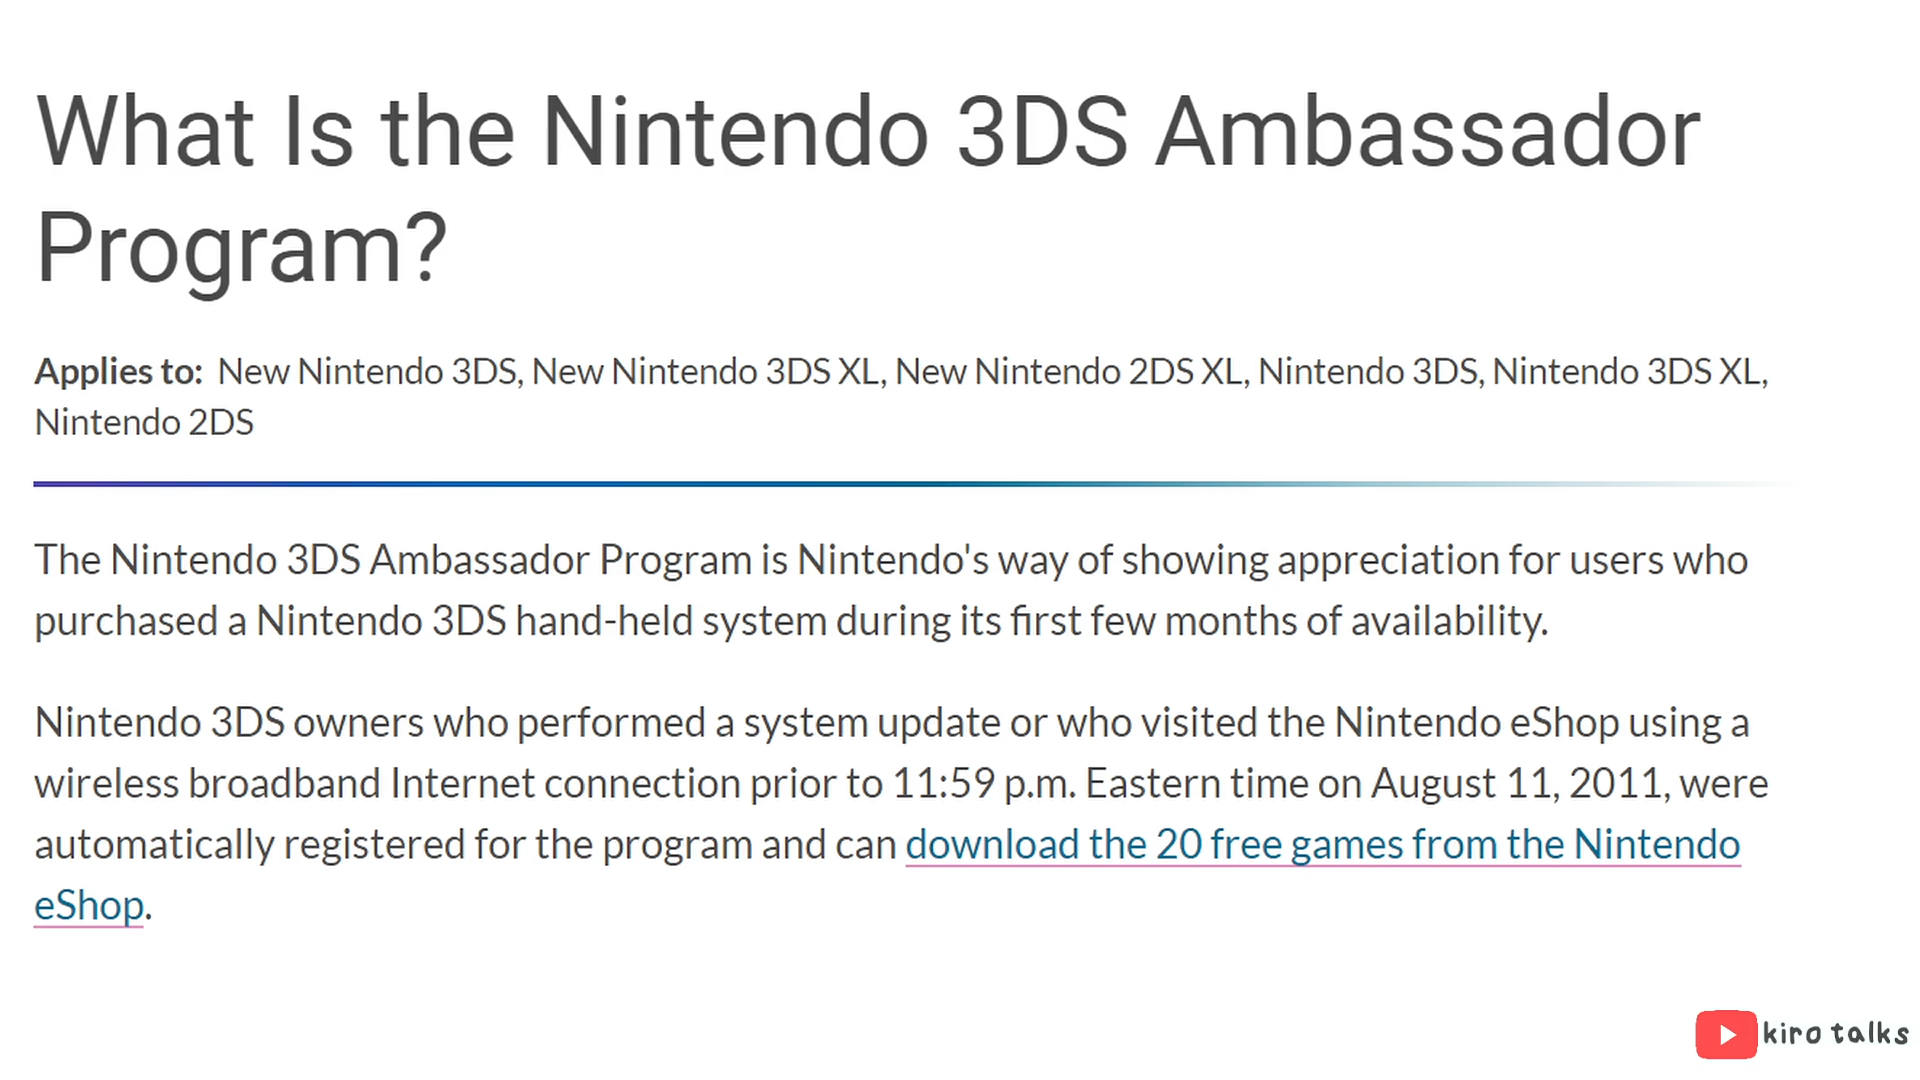 What Is the Nintendo 3DS Ambassador
Program?
Applies to: New Nintendo 3DS, New Nintendo 3DS XL, New Nintendo 2DS XL, Nintendo 3DS, Nintendo 3DS XL,
Nintendo 2DS
The Nintendo 3DS Ambassador Program is Nintendo's way of showing appreciation for users who
purchased a Nintendo 3DS hand-held system during its first few months of availability.
Nintendo 3DS owners who performed a system update or who visited the Nintendo eShop using a
wireless broadband Internet connection prior to 11:59 p.m. Eastern time on August 11, 2011, were
automatically registered for the program and can download the 20 free games from the Nintendo
eShop.
kiro talks